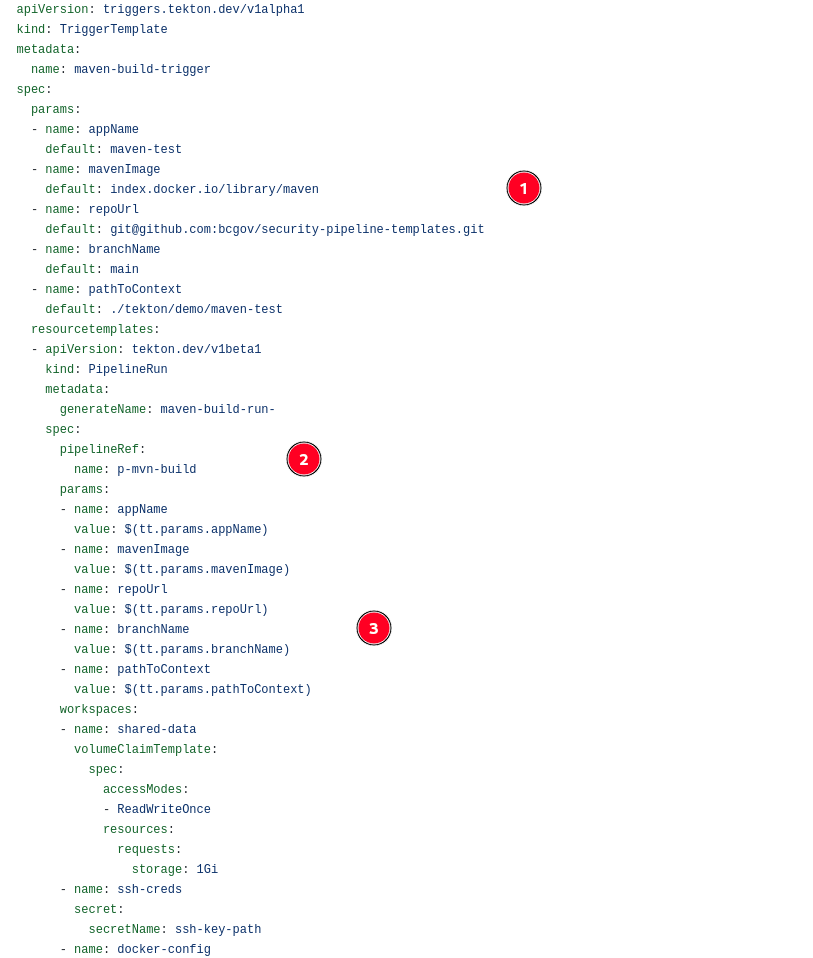 apiVersion: triggers.tekton.dev/v1alpha1
kind: TriggerTemplate
metadata:
  name: maven-build-trigger
spec:
  params:
  - name: appName
    default: maven-test
  - name: mavenImage
    default: index.docker.io/library/maven
1
  - name: repoUrl
    default: git@github.com:bcgov/security-pipeline-templates.git
  - name: branchName
    default: main
  - name: pathToContext
    default: ./tekton/demo/maven-test
  resourcetemplates:
  - apiVersion: tekton.dev/v1beta1
    kind: PipelineRun
    metadata:
      generateName: maven-build-run-
    spec:
      pipelineRef:
2
        name: p-mvn-build
      params:
      - name: appName
        value: $(tt.params.appName)
      - name: mavenImage
        value: $(tt.params.mavenImage)
      - name: repoUrl
        value: $(tt.params.repoUrl)
      - name: branchName
3
        value: $(tt.params.branchName)
      - name: pathToContext
        value: $(tt.params.pathToContext)
      workspaces:
      - name: shared-data
        volumeClaimTemplate:
          spec:
            accessModes:
            - ReadWriteOnce
            resources:
              requests:
                storage: 1Gi
      - name: ssh-creds
        secret:
          secretName: ssh-key-path
      - name: docker-config